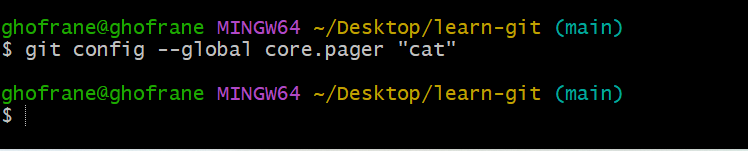 ghofrane@ghofrane MINGW64 ~/Desktop/learn-git (main)
$ git config --global core.pager "cat"
ghofrane@ghofrane MINGW64 ~/Desktop/learn-git (main)
$